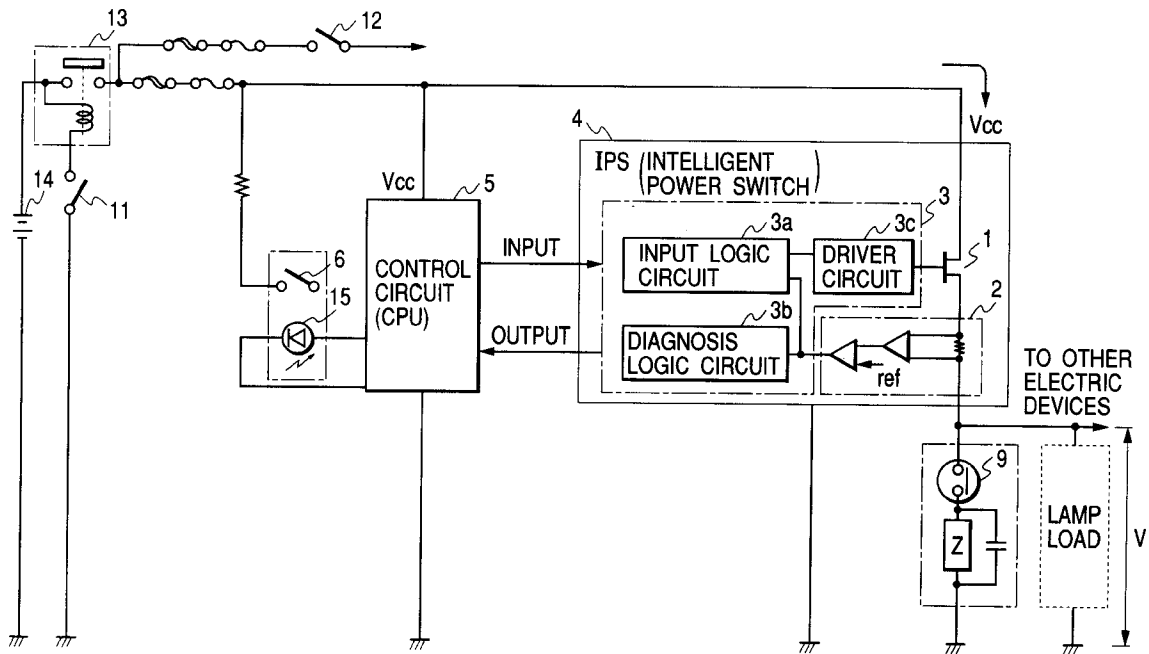 13
12
14
11
Vcc
4
IPS (INTELLIGENT
POWER SWITCH)
Vcc
5
3
3a
3c
INPUT
INPUT LOGIC
CIRCUIT
DRIVER
CIRCUIT
1
6
CONTROL
CIRCUIT
(CPU)
15
2
3b
OUTPUT
DIAGNOSIS
LOGIC CIRCUIT
ref
TO OTHER
ELECTRIC
DEVICES
9
LAMP
LOAD
Z
V